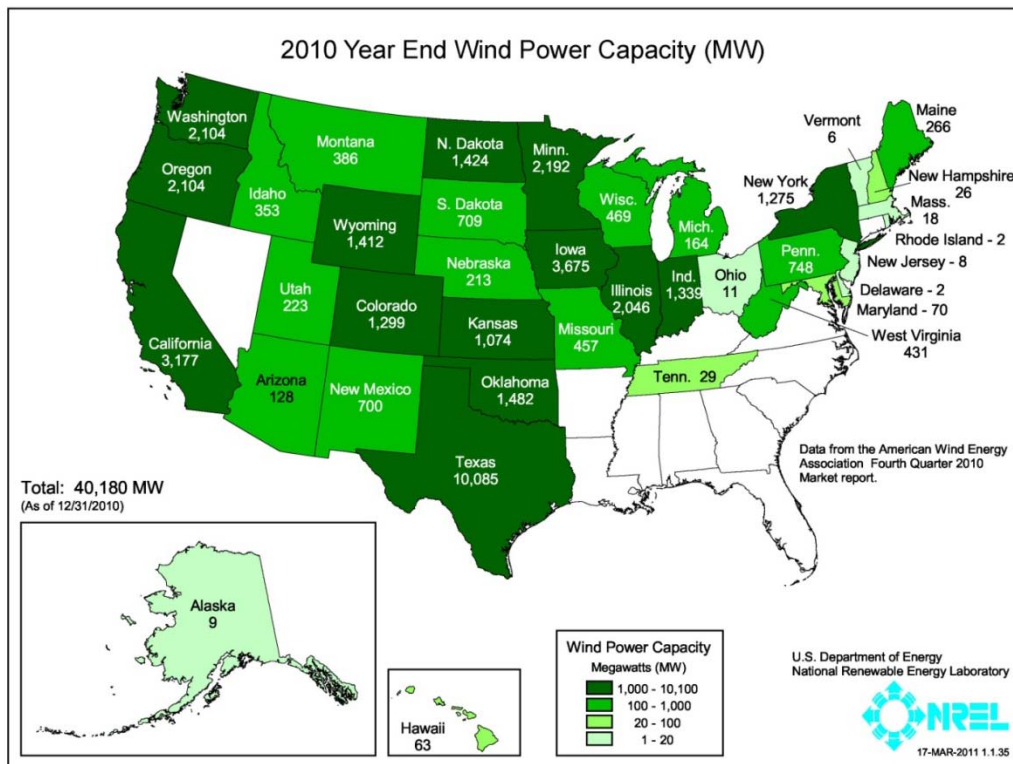 2010 Year End Wind Power Capacity (MW)
Washington
2,104
Oregon
2,104
California
3,177
Idaho
353
Montana
386
Wyoming
1,412
Utah
223
Colorado
1,299
Arizona
128
New Mexico
700
N. Dakota
1,424
S. Dakota
709
Nebraska
213
Kansas
1,074
Oklahoma
1,482
Texas
10,085
Minn.
2,192
Iowa
3,675
Missouri
457
Wisc.
469
Illinois
2,046
Mich.
164
Ind.
1,339
Ohio
11
Tenn. 29
Penn.
748
New York
1,275
Vermont
6
Maine
266
New Hampshire
26
Mass.
18
Rhode Island - 2
New Jersey - 8
Delaware - 2
Maryland - 70
West Virginia
431
Data from the American Wind Energy
Association Fourth Quarter 2010
Market report.
Total: 40,180 MW
(As of 12/31/2010)
Alaska
9
Hawaii
63
Wind Power Capacity
Megawatts (MW)
1,000 - 10,100
100 - 1,000
20 - 100
1 - 20
U.S. Department of Energy
National Renewable Energy Laboratory
NREL
17-MAR-2011 1.1.35